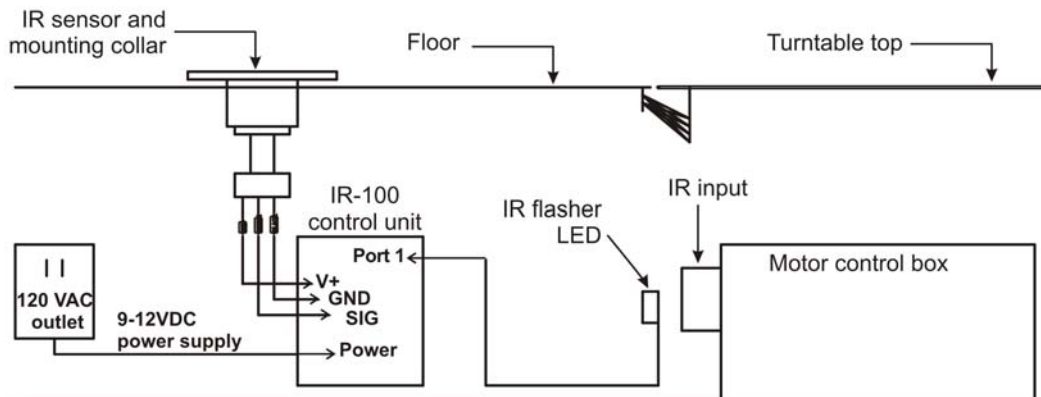 IR sensor and
mounting collar
Floor
Turntable top
IR-100
control unit
IR flasher
LED
IR input
Port 1
Motor control box
V+
GND
SIG
120 VAC
outlet
9-12VDC
power supply
Power